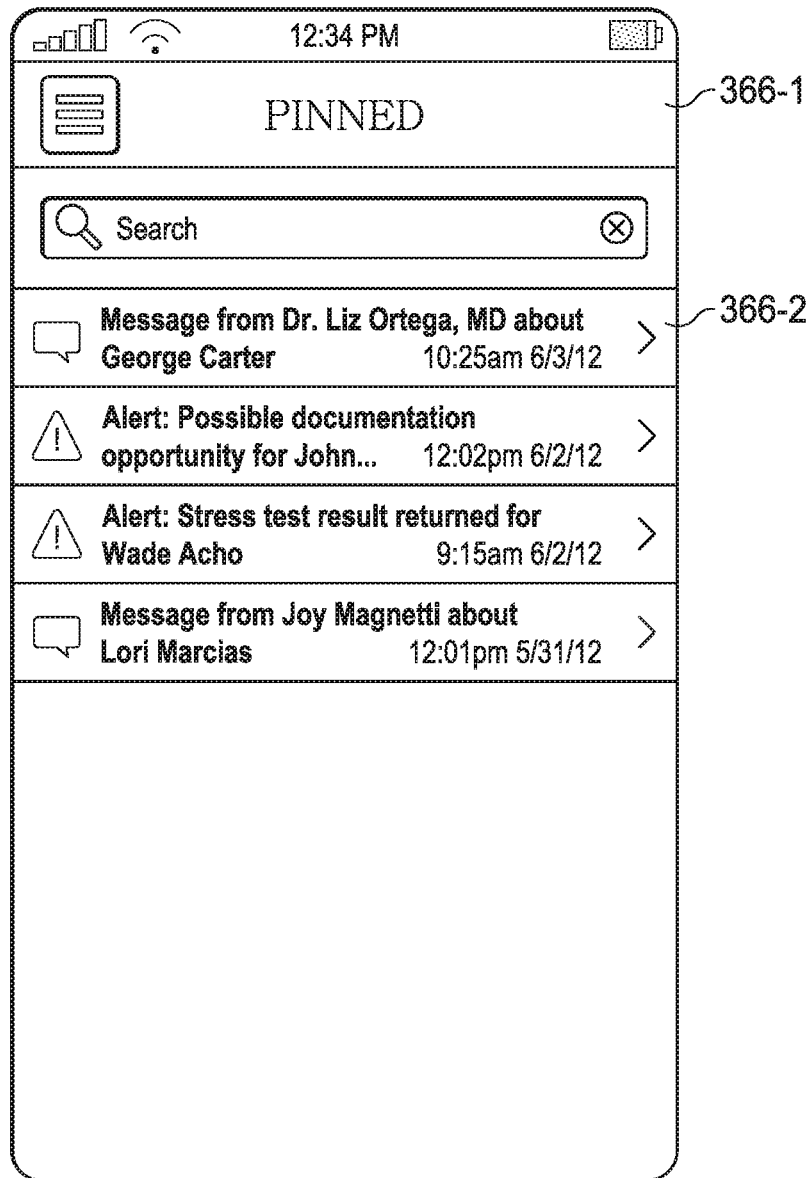 12:34 PM
PINNED
366-1
Search
Message from Dr. Liz Ortega, MD about
366-2
George Carter 10:25am 6/3/12
Alert: Possible documentation
opportunity for John... 12:02pm 6/2/12
Alert: Stress test result returned for
Wade Acho 9:15am 6/2/12
Message from Joy Magnetti about
Lori Marcias 12:01pm 5/31/12